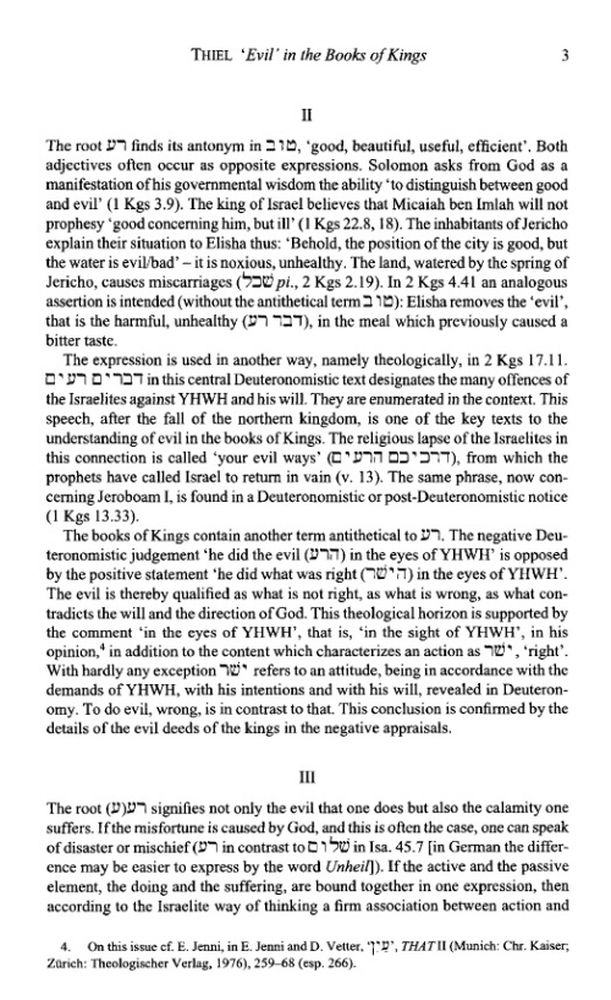 THIEL 'Evil' in the Books of Kings 3
II
The root רע finds its antonym in טוב, 'good, beautiful, useful, efficient'. Both
adjectives often occur as opposite expressions. Solomon asks from God as a
manifestation of his governmental wisdom the ability 'to distinguish between good
and evil' (1 Kgs 3.9). The king of Israel believes that Micaiah ben Imlah will not
prophesy 'good concerning him, but ill' (1 Kgs 22.8, 18). The inhabitants of Jericho
explain their situation to Elisha thus: 'Behold, the position of the city is good, but
the water is evil/bad' – it is noxious, unhealthy. The land, watered by the spring of
Jericho, causes miscarriages (שכל pi., 2 Kgs 2.19). In 2 Kgs 4.41 an analogous
assertion is intended (without the antithetical term טוב): Elisha removes the 'evil',
that is the harmful, unhealthy (דבר רע), in the meal which previously caused a
bitter taste.
The expression is used in another way, namely theologically, in 2 Kgs 17.11.
דברים רעים in this central Deuteronomistic text designates the many offences of
the Israelites against YHWH and his will. They are enumerated in the context. This
speech, after the fall of the northern kingdom, is one of the key texts to the
understanding of evil in the books of Kings. The religious lapse of the Israelites in
this connection is called 'your evil ways' (דרכיכם הרעים), from which the
prophets have called Israel to return in vain (v. 13). The same phrase, now con-
cerning Jeroboam I, is found in a Deuteronomistic or post-Deuteronomistic notice
(1 Kgs 13.33).
The books of Kings contain another term antithetical to רע. The negative Deu-
teronomistic judgement 'he did the evil (הרע) in the eyes of YHWH' is opposed
by the positive statement 'he did what was right (הישר) in the eyes of YHWH'.
The evil is thereby qualified as what is not right, as what is wrong, as what con-
tradicts the will and the direction of God. This theological horizon is supported by
the comment 'in the eyes of YHWH', that is, 'in the sight of YHWH', in his
opinion,⁴ in addition to the content which characterizes an action as ישר, 'right'.
With hardly any exception ישר refers to an attitude, being in accordance with the
demands of YHWH, with his intentions and with his will, revealed in Deuteron-
omy. To do evil, wrong, is in contrast to that. This conclusion is confirmed by the
details of the evil deeds of the kings in the negative appraisals.
III
The root רע(ע) signifies not only the evil that one does but also the calamity one
suffers. If the misfortune is caused by God, and this is often the case, one can speak
of disaster or mischief (רע in contrast to שלום in Isa. 45.7 [in German the differ-
ence may be easier to express by the word Unheil]). If the active and the passive
element, the doing and the suffering, are bound together in one expression, then
according to the Israelite way of thinking a firm association between action and
4. On this issue cf. E. Jenni, in E. Jenni and D. Vetter, 'עין', THAT II (Munich: Chr. Kaiser;
Zürich: Theologischer Verlag, 1976), 259–68 (esp. 266).